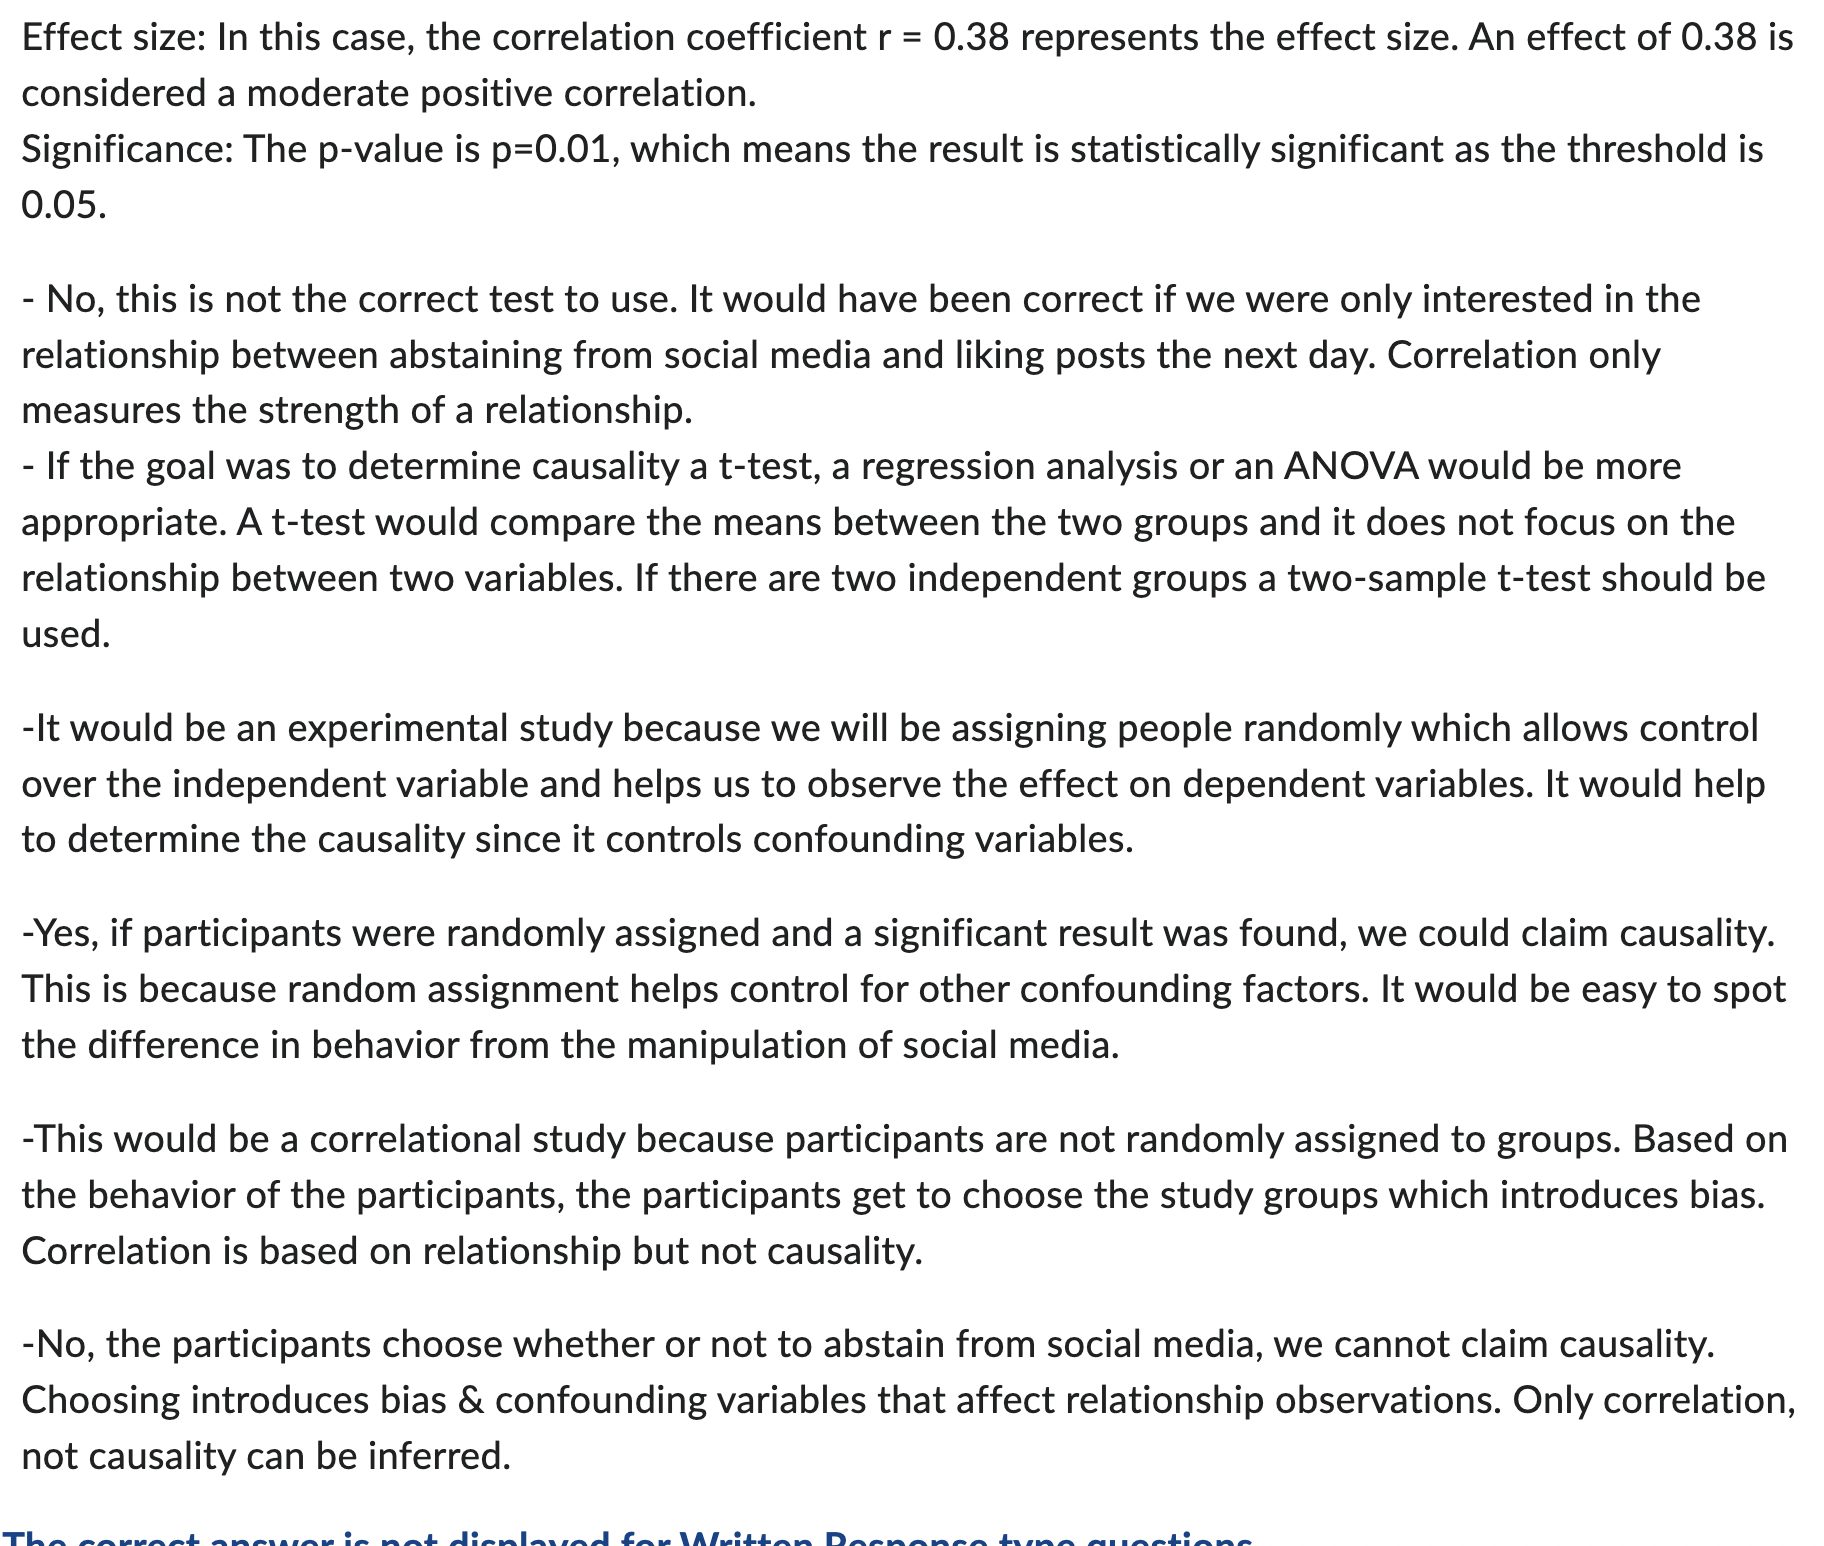 Effect size: In this case, the correlation coefficient r = 0.38 represents the effect size. An effect of 0.38 is
considered a moderate positive correlation.
Significance: The p-value is p=0.01, which means the result is statistically significant as the threshold is
0.05.
- No, this is not the correct test to use. It would have been correct if we were only interested in the
relationship between abstaining from social media and liking posts the next day. Correlation only
measures the strength of a relationship.
- If the goal was to determine causality a t-test, a regression analysis or an ANOVA would be more
appropriate. A t-test would compare the means between the two groups and it does not focus on the
relationship between two variables. If there are two independent groups a two-sample t-test should be
used.
-It would be an experimental study because we will be assigning people randomly which allows control
over the independent variable and helps us to observe the effect on dependent variables. It would help
to determine the causality since it controls confounding variables.
-Yes, if participants were randomly assigned and a significant result was found, we could claim causality.
This is because random assignment helps control for other confounding factors. It would be easy to spot
the difference in behavior from the manipulation of social media.
-This would be a correlational study because participants are not randomly assigned to groups. Based on
the behavior of the participants, the participants get to choose the study groups which introduces bias.
Correlation is based on relationship but not causality.
-No, the participants choose whether or not to abstain from social media, we cannot claim causality.
Choosing introduces bias & confounding variables that affect relationship observations. Only correlation,
not causality can be inferred.
The correct answer is not displayed for Written Response type questions